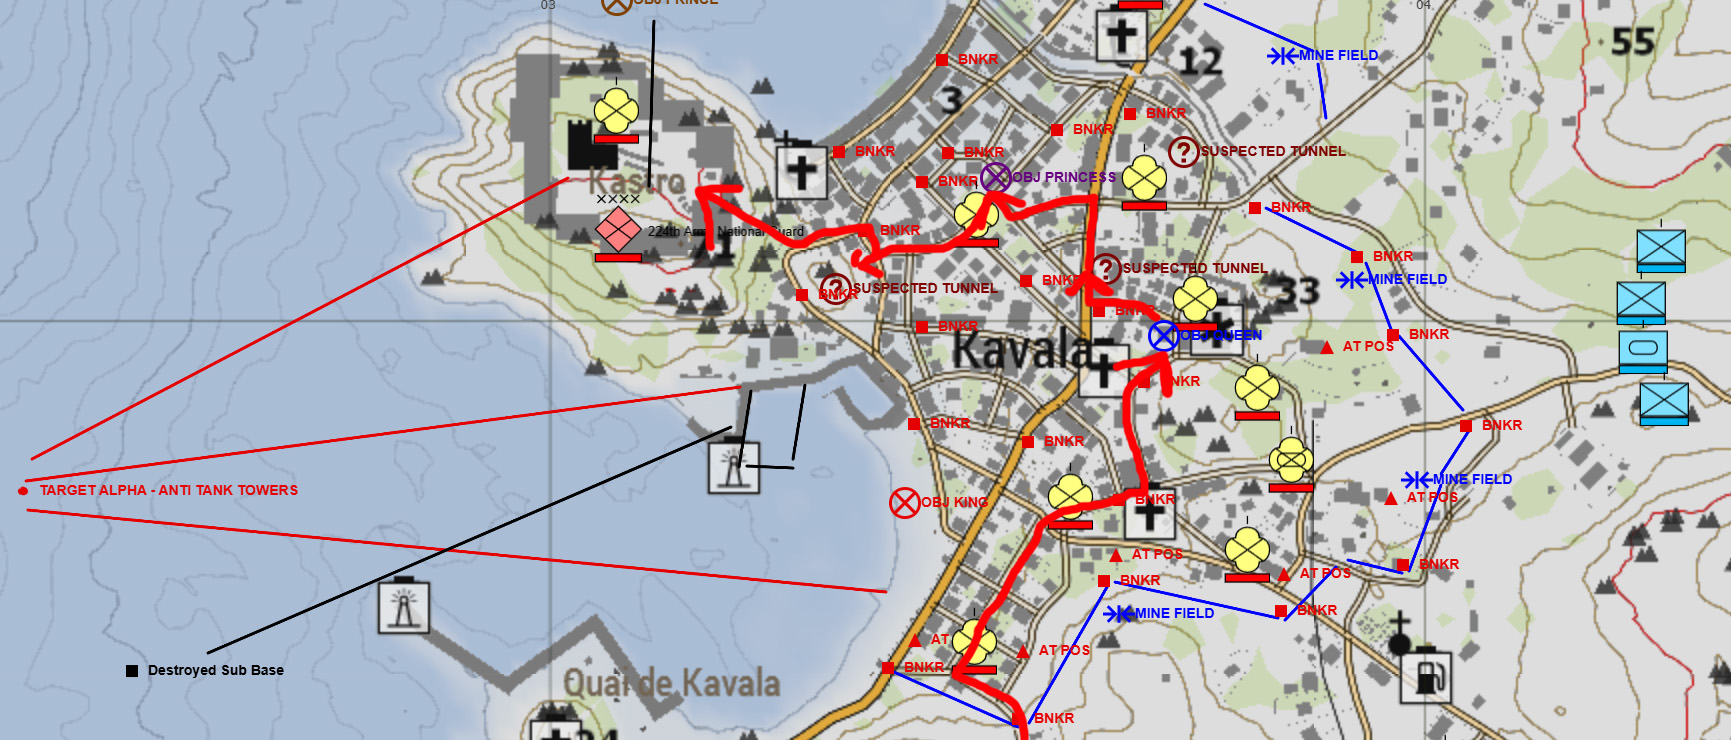 03
OBJ PRINCE
04
55
MINE FIELD
12
BNKR
3
BNKR
BNKR
BNKR
BNKR
SUSPECTED TUNNEL
BNKR
OBJ PRINCESS
Kastro
XXXX
BNKR
BNKR
224th Army National Guard
BNKR
SUSPECTED TUNNEL
BNKR
MINE FIELD
33
BNKR
SUSPECTED TUNNEL
BNKR
BNKR
OBJ QUEEN
BNKR
BNKR
Kavala
AT POS
BNKR
BNKR
BNKR
BNKR
MINE FIELD
TARGET ALPHA - ANTI TANK TOWERS
OBJ KING
BNKR
AT POS
AT POS
BNKR
AT POS
BNKR
MINE FIELD
BNKR
AT
AT POS
BNKR
Destroyed Sub Base
Quai de Kavala
BNKR